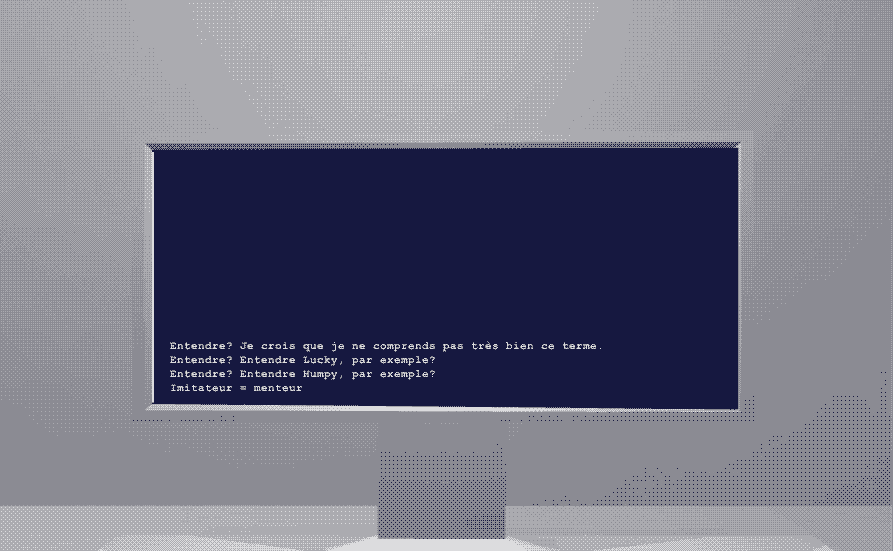 Entendre? Je crois que je ne comprends pas très bien ce terme.
Entendre? Entendre Lucky, par exemple?
Entendre? Entendre Humpy, par exemple?
Imitateur = menteur